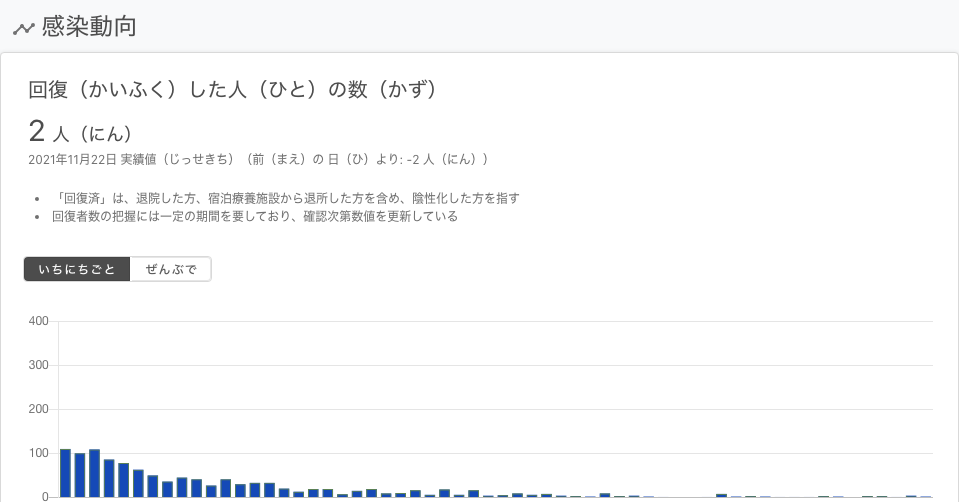 感染動向
回復（かいふく）した人（ひと）の数（かず）
2 人（にん）
2021年11月22日 実績値（じっせきち）（前（まえ）の 日（ひ）より: -2 人（にん））
• 「回復済」は、退院した方、宿泊療養施設から退所した方を含め、陰性化した方を指す
• 回復者数の把握には一定の期間を要しており、確認次第数値を更新している
いちにちごと ぜんぶで
400
300
200
100
0